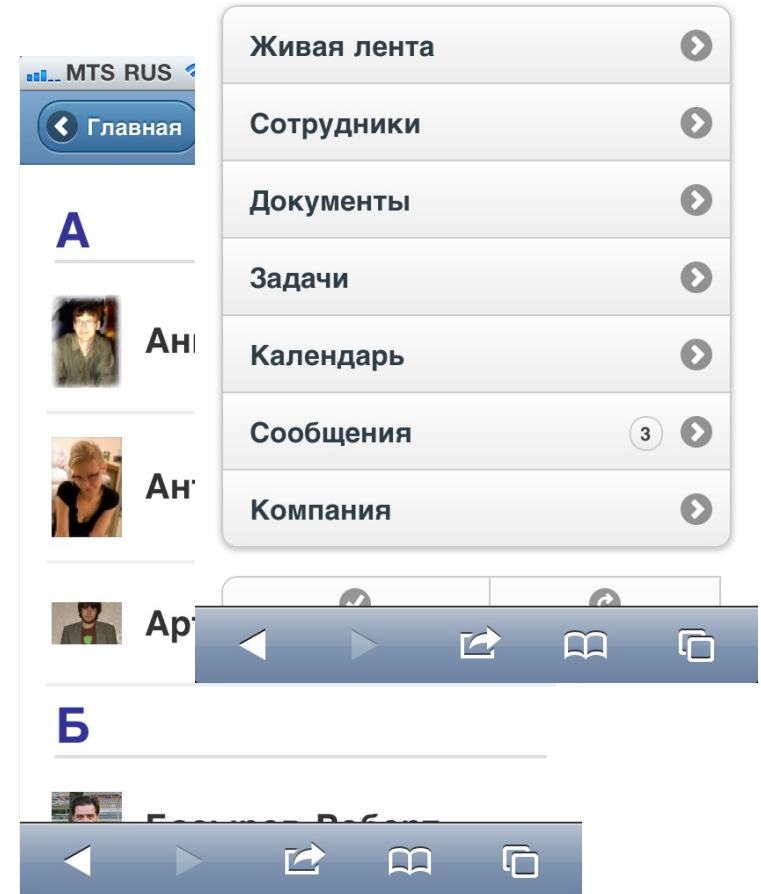 Живая лента
Сотрудники
Документы
Задачи
Календарь
Сообщения 3
Компания
MTS RUS
Главная
А
Б